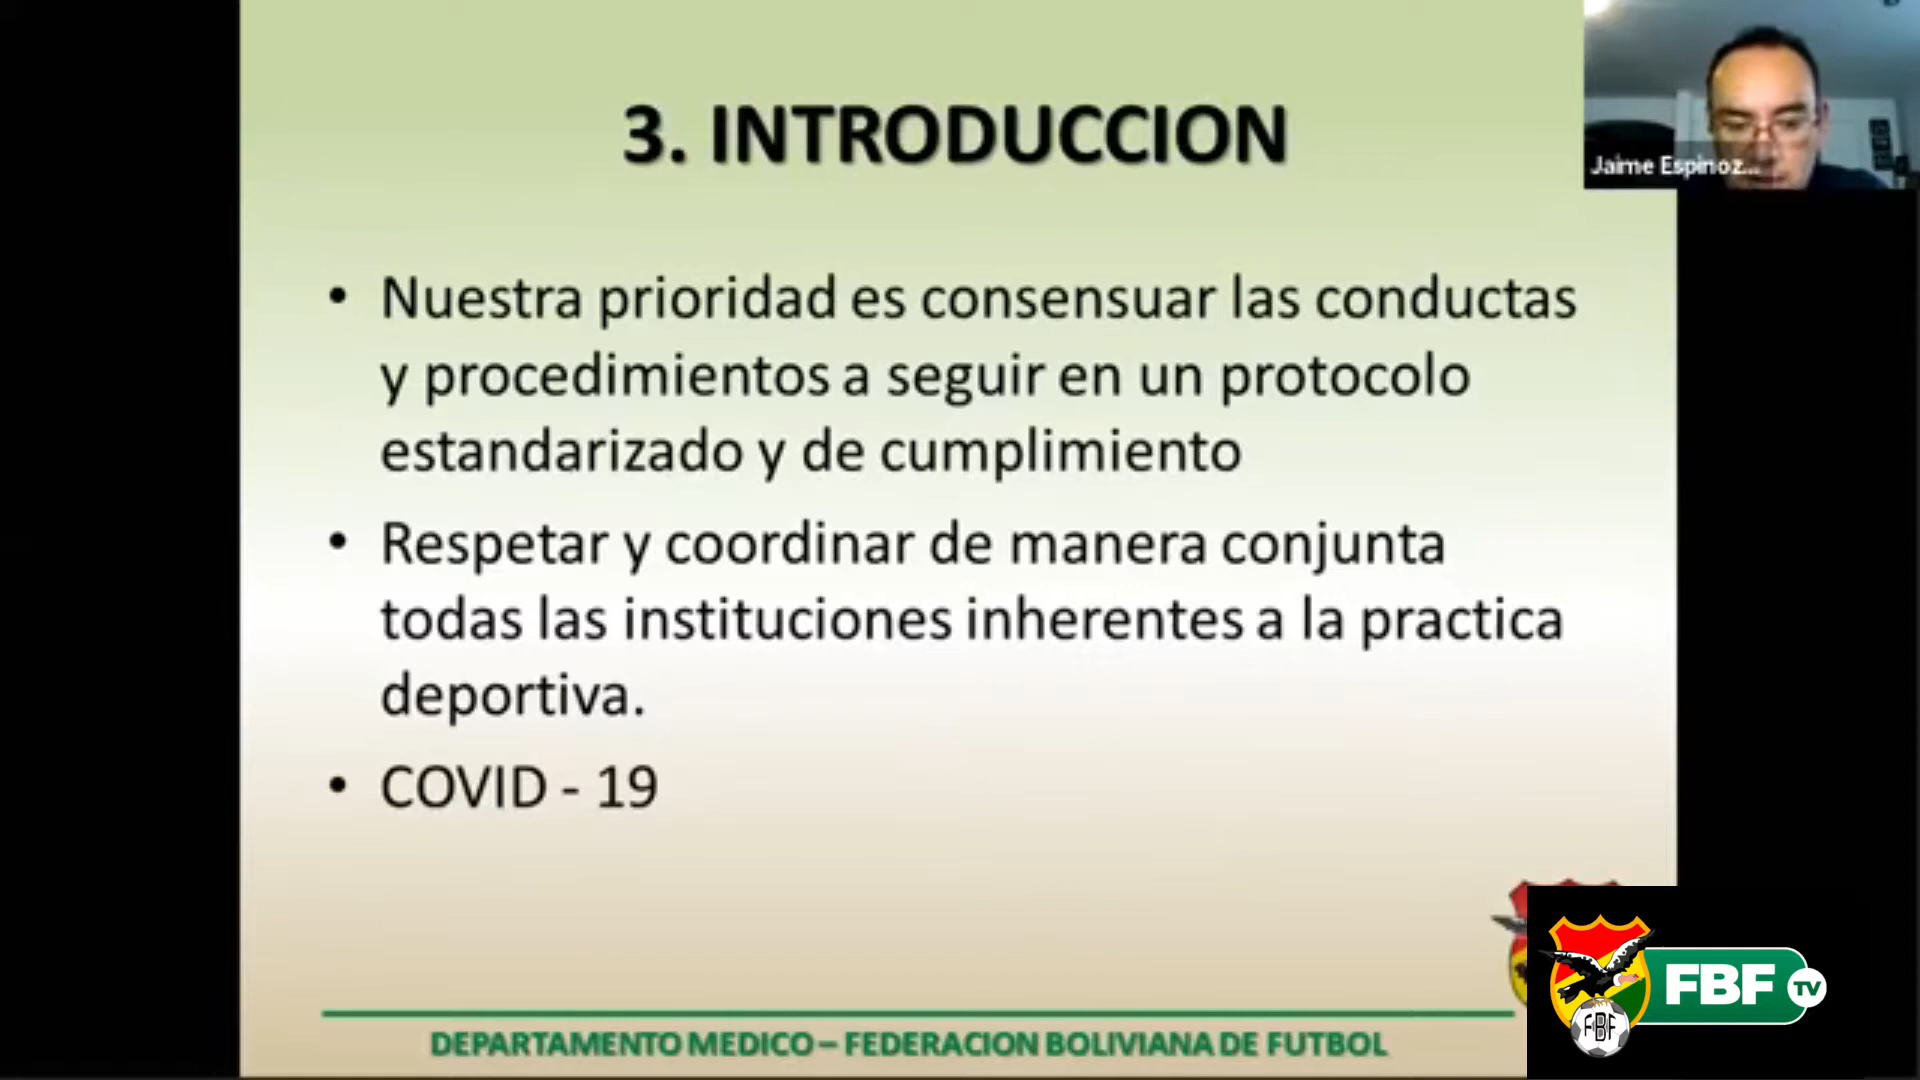 3. INTRODUCCION
Jaime Espinoz...
• Nuestra prioridad es consensuar las conductas
y procedimientos a seguir en un protocolo
estandarizado y de cumplimiento
• Respetar y coordinar de manera conjunta
todas las instituciones inherentes a la practica
deportiva.
• COVID - 19
FBF TV
FBF
DEPARTAMENTO MEDICO – FEDERACION BOLIVIANA DE FUTBOL